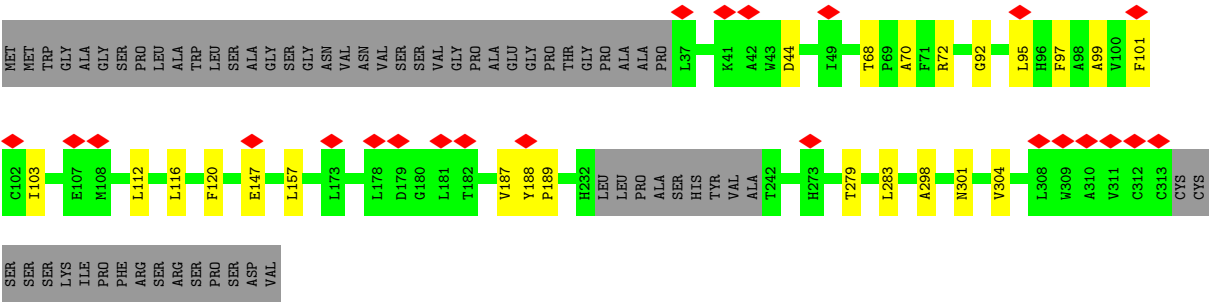 MET MET TRP GLY ALA GLY SER PRO LEU ALA TRP LEU SER ALA GLY SER GLY ASN VAL ASN VAL SER SER VAL GLY PRO ALA GLU GLY PRO THR GLY PRO ALA ALA PRO L37 K41 A42 W43 D44 I49 T68 P69 A70 F71 R72 G92 L95 H96 F97 A98 A99 V100 F101
C102 I103 E107 M108 L112 L116 F120 E147 L157 L173 L178 D179 G180 L181 T182 V187 Y188 P189 H232 LEU LEU PRO ALA SER HIS TYR VAL ALA T242 H273 T279 L283 A298 N301 V304 L308 W309 A310 V311 C312 C313 CYS CYS
SER SER SER LYS ILE PRO PHE ARG SER ARG SER PRO SER ASP VAL